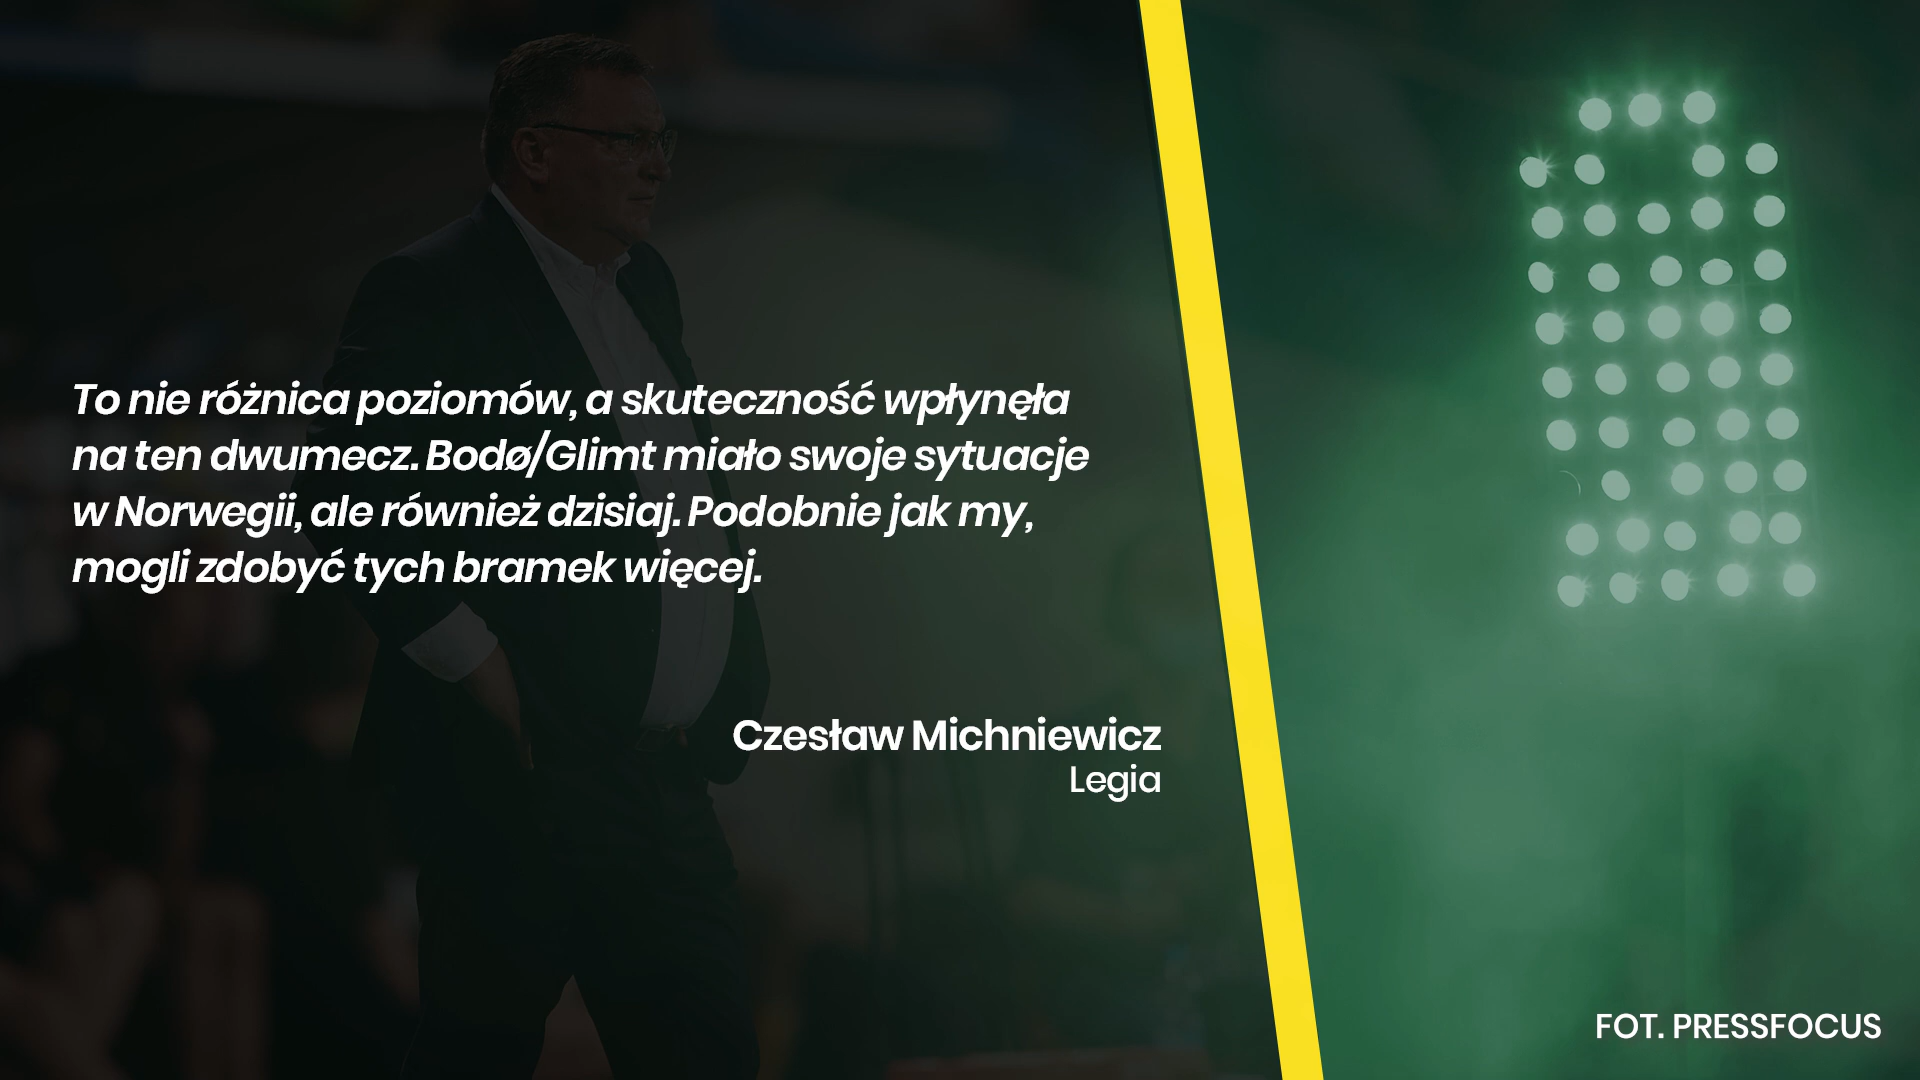 To nie różnica poziomów, a skuteczność wpłynęła
na ten dwumecz. Bodø/Glimt miało swoje sytuacje
w Norwegii, ale również dzisiaj. Podobnie jak my,
mogli zdobyć tych bramek więcej.
Czesław Michniewicz
Legia
FOT. PRESSFOCUS